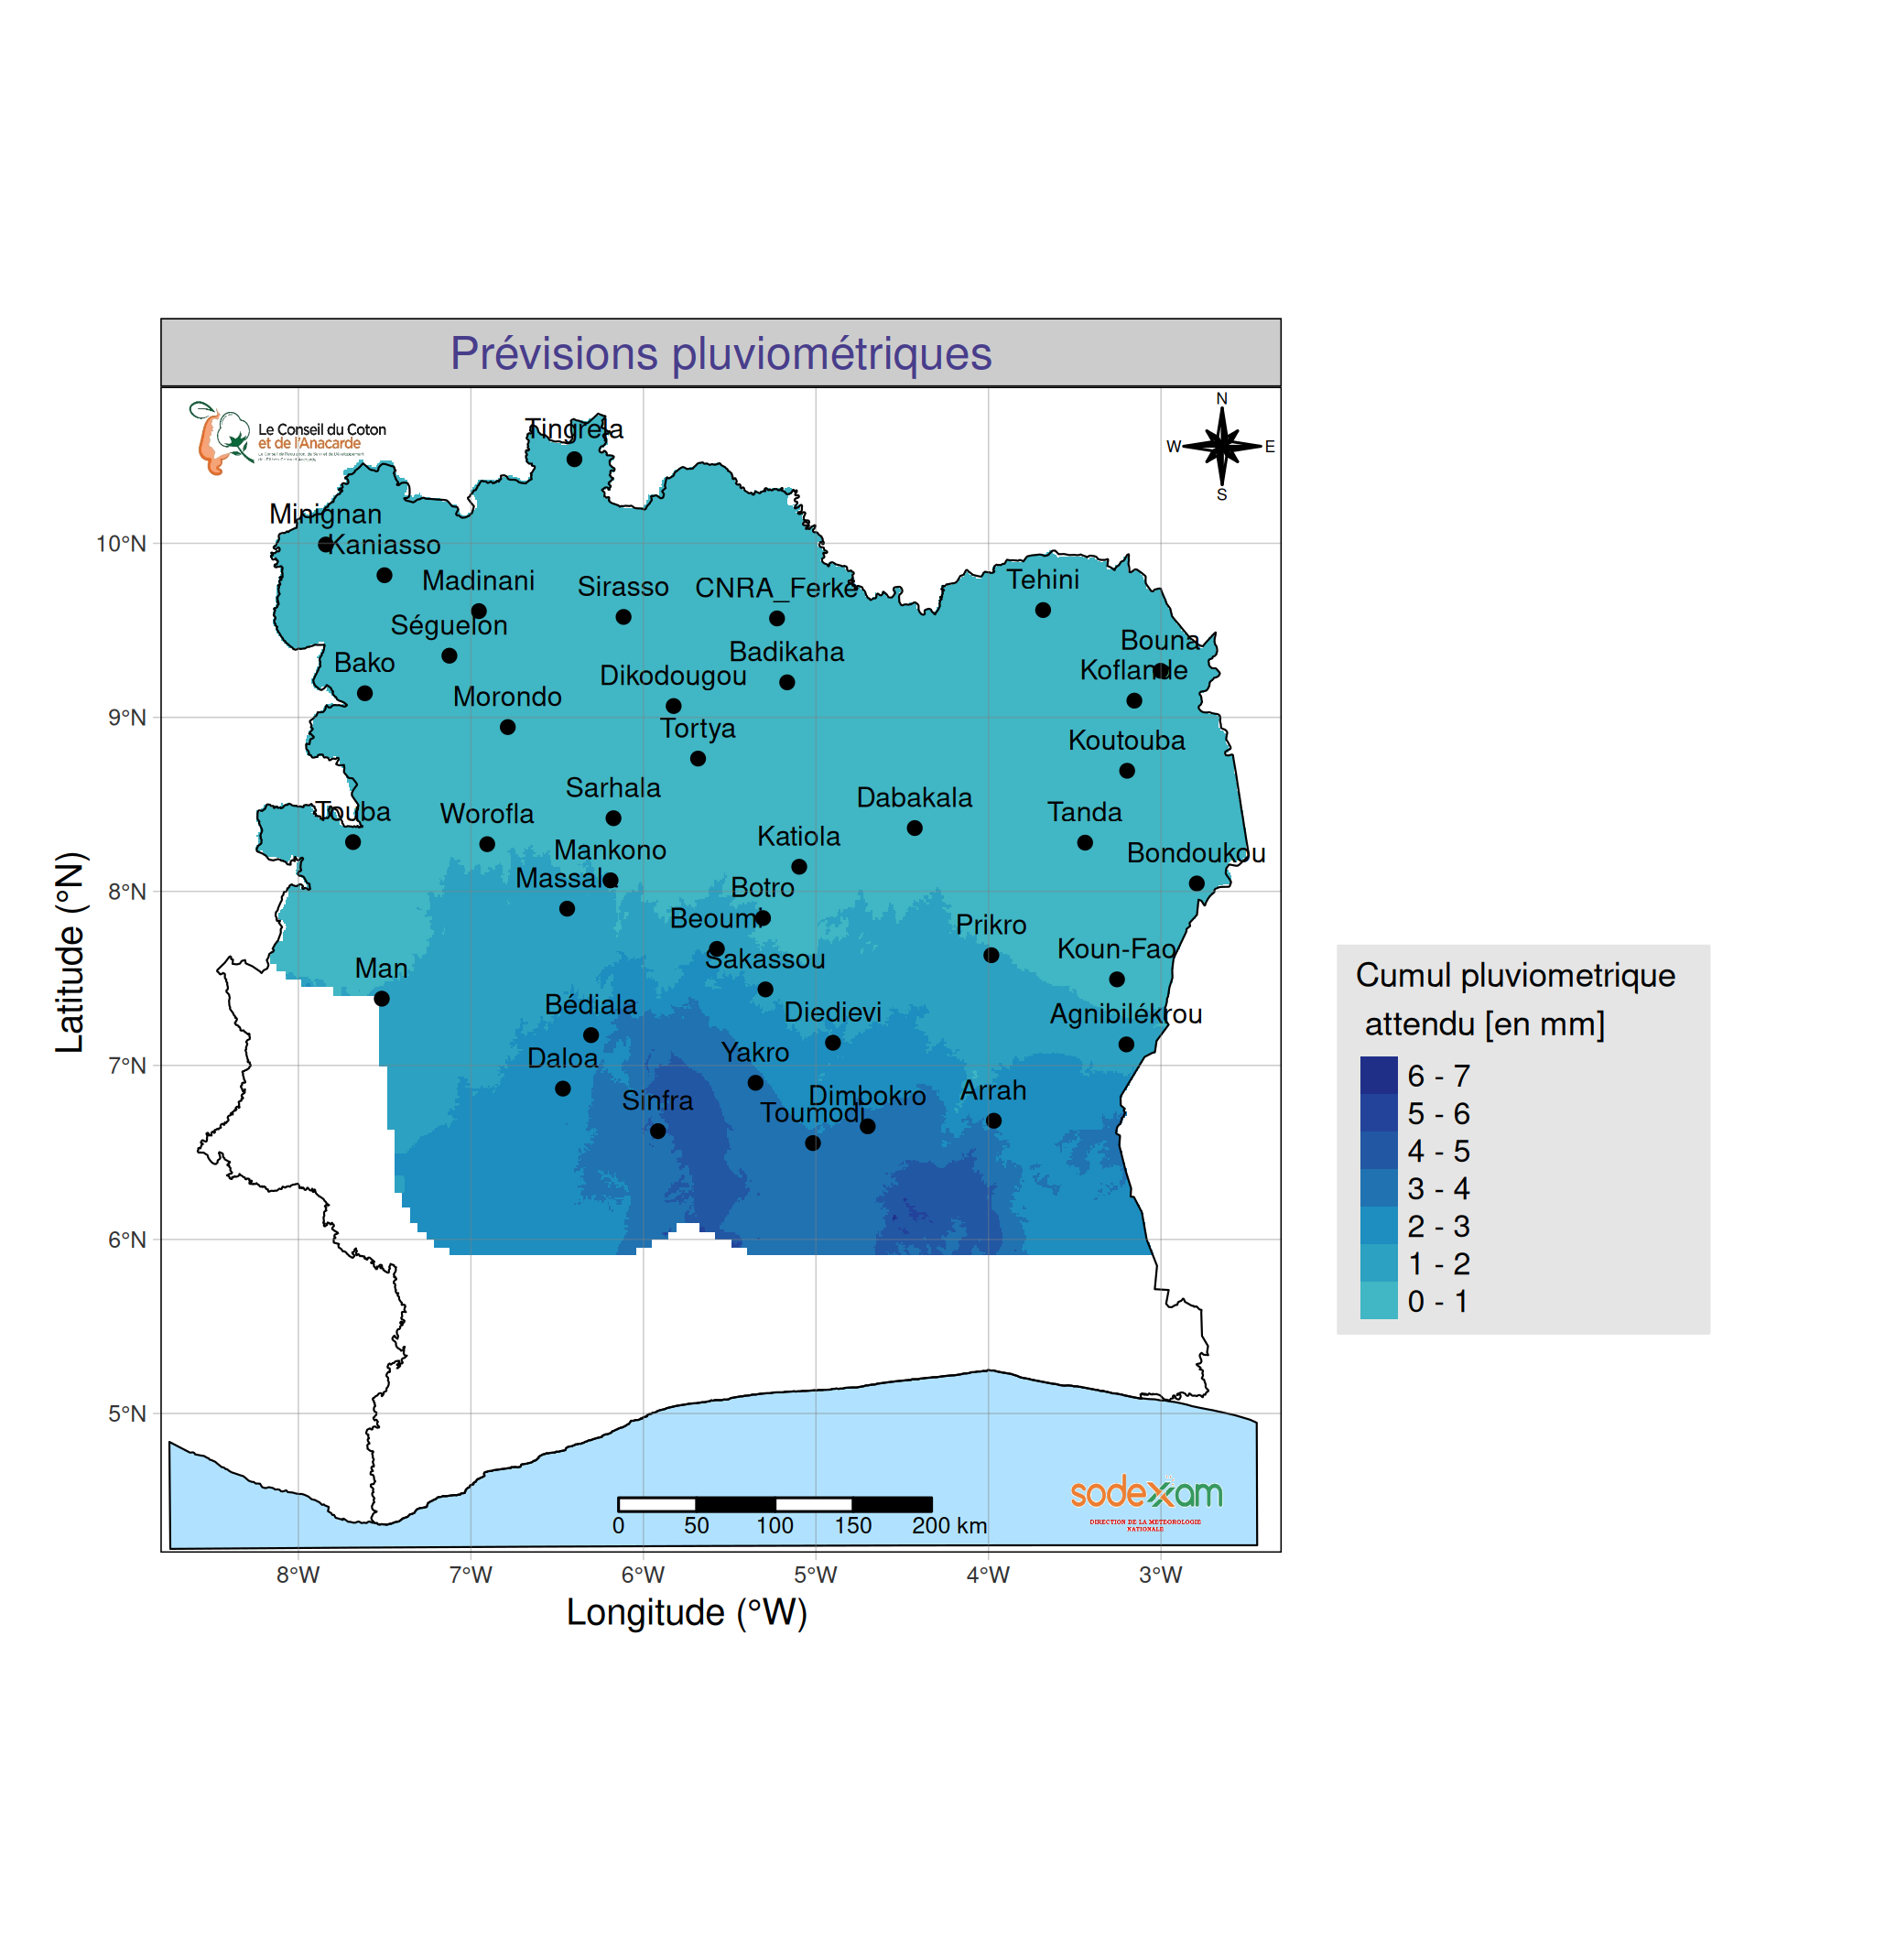 Prévisions pluviométriques
Le Conseil du Coton
et de l'Anacarde
N
W
E
S
Tingrela
Minignan
Kaniasso
Madinani
Sirasso
CNRA_Ferké
Tehini
Séguelon
Bouna
Bako
Badikaha
Koflande
Dikodougou
Morondo
Tortya
Koutouba
Sarhala
Dabakala
Touba
Worofla
Tanda
Katiola
Mankono
Bondoukou
Massala
Botro
Beoumi
Prikro
Koun-Fao
Man
Sakassou
Bédiala
Diedievi
Agnibilékrou
Daloa
Yakro
Sinfra
Dimbokro
Arrah
Toumodi
10°N
9°N
8°N
7°N
6°N
5°N
Latitude (°N)
0
50
100
150
200 km
sodexam
DIRECTION DE LA METEOROLOGIE
NATIONALE
8°W
7°W
6°W
5°W
4°W
3°W
Longitude (°W)
Cumul pluviometrique
attendu [en mm]
6 - 7
5 - 6
4 - 5
3 - 4
2 - 3
1 - 2
0 - 1